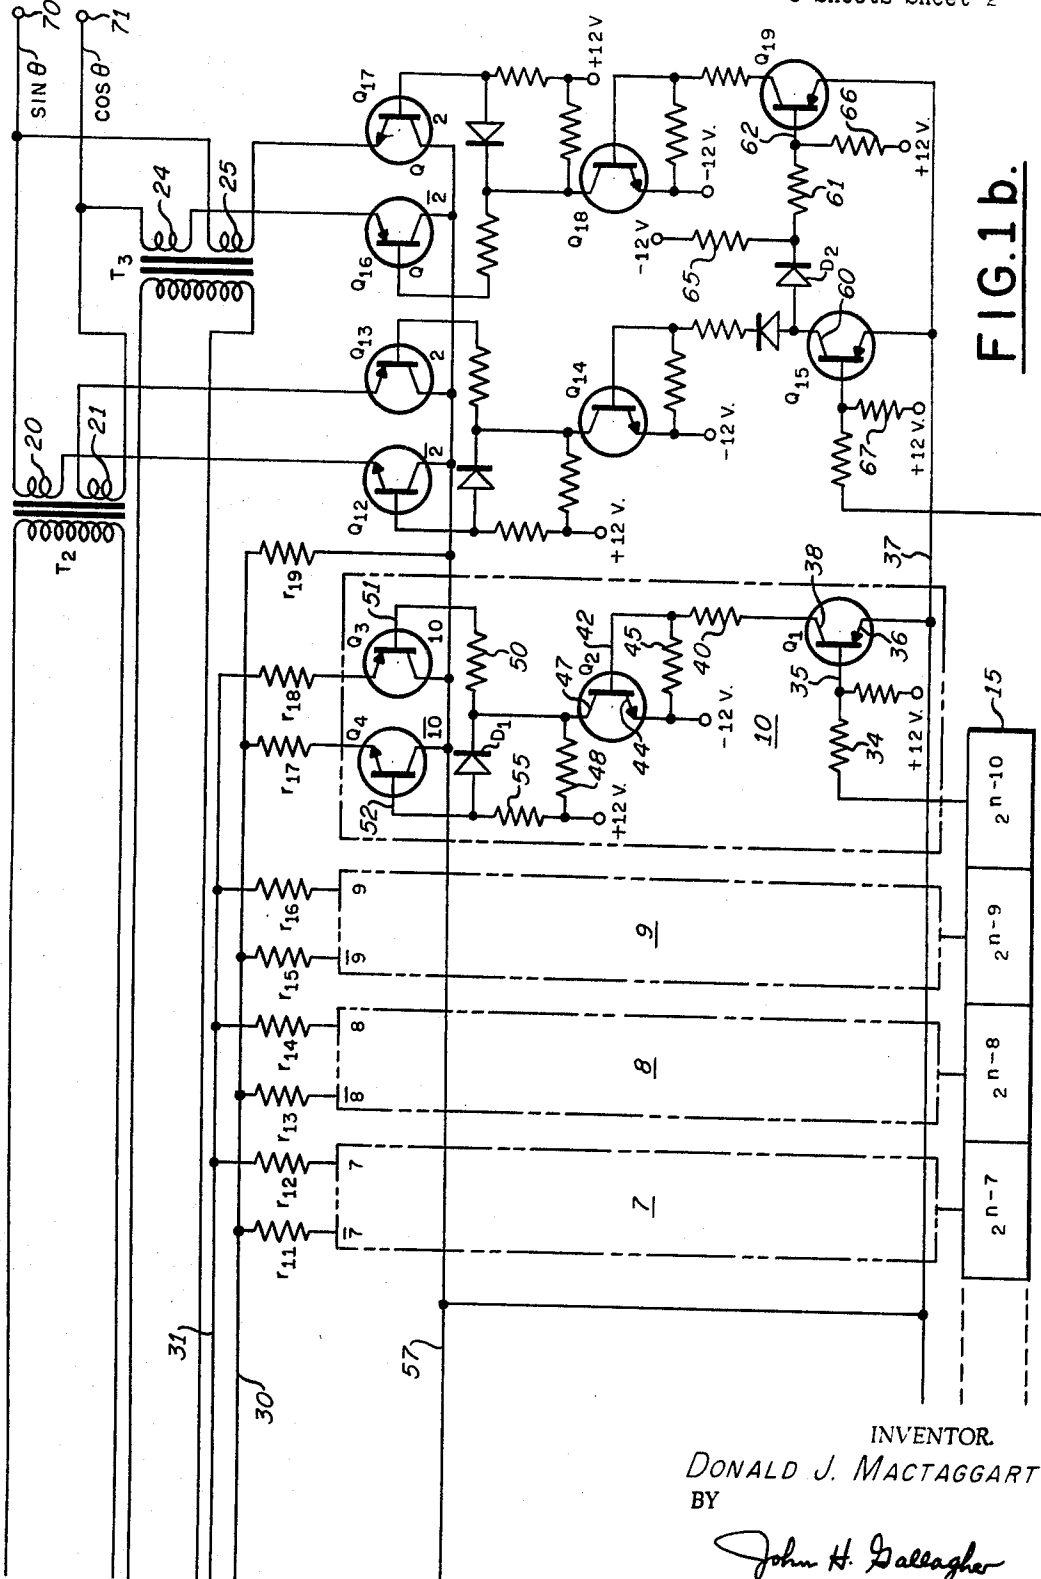 70
71
SIN θ
COS θ
T3
24
25
20
21
T2
Q17
2
Q
Q16
2̅
Q
Q13
2
Q12
2̅
+12V
Q18
-12 V.
Q19
62
66
+12 V.
61
-12 V
65
D2
60
Q15
67
+12 V.
Q14
-12 V.
+12 V.
FIG.1b.
r19
r18
r17
Q3
51
10
Q4
1̅0̅
52
50
D1
55
48
+12 V.
47
Q2
42
44
45
40
-12 V.
10
Q1
38
36
35
34
+12 V.
37
15
2n-10
r16
r15
9
9̅
9
2n-9
r14
r13
8
8̅
8
2n-8
r12
r11
7
7̅
7
2n-7
31
30
57
INVENTOR.
DONALD J. MACTAGGART
BY
John H. Gallagher